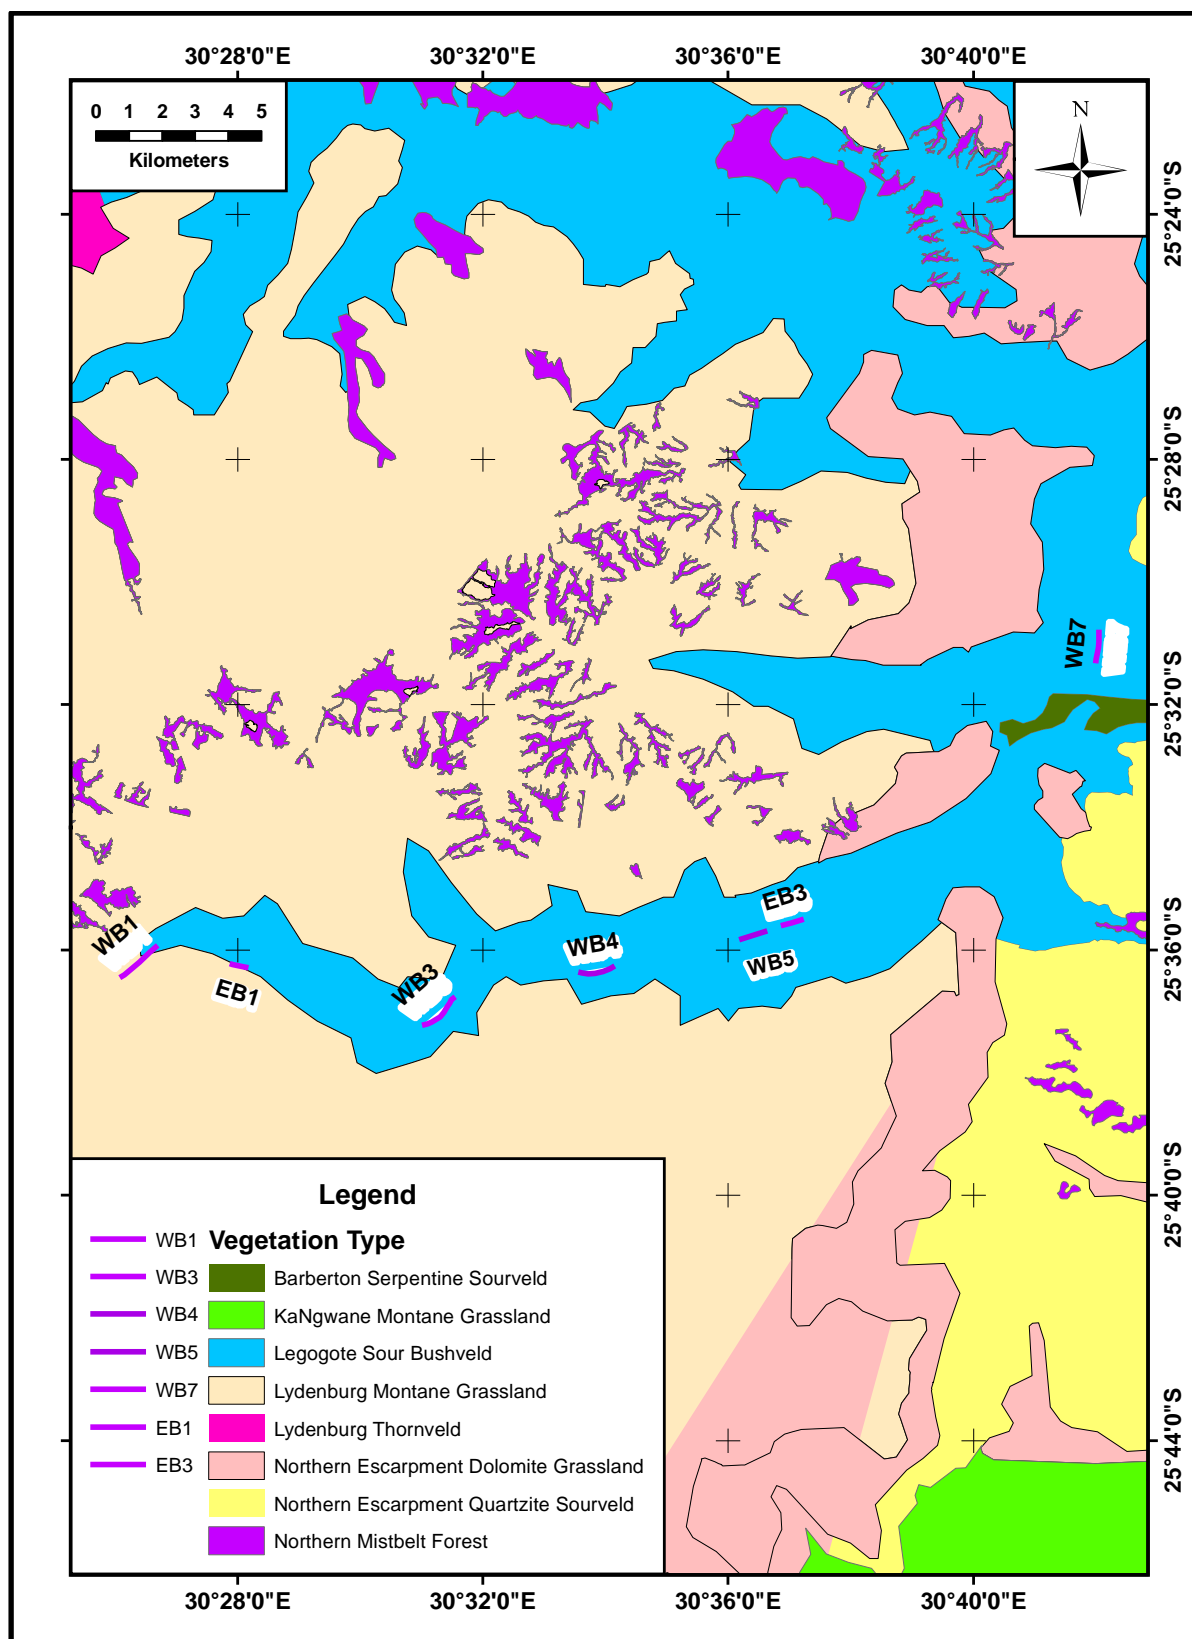 30°28'0"E 30°32'0"E 30°36'0"E 30°40'0"E
0 1 2 3 4 5
Kilometers
N
25°24'0"S
25°28'0"S
WB7
25°32'0"S
EB3
WB1
WB4
25°36'0"S
WB5
WB3
EB1
25°40'0"S
25°44'0"S
Legend
Vegetation Type
WB1
WB3
WB4
WB5
WB7
EB1
EB3
Barberton Serpentine Sourveld
KaNgwane Montane Grassland
Legogote Sour Bushveld
Lydenburg Montane Grassland
Lydenburg Thornveld
Northern Escarpment Dolomite Grassland
Northern Escarpment Quartzite Sourveld
Northern Mistbelt Forest
30°28'0"E 30°32'0"E 30°36'0"E 30°40'0"E